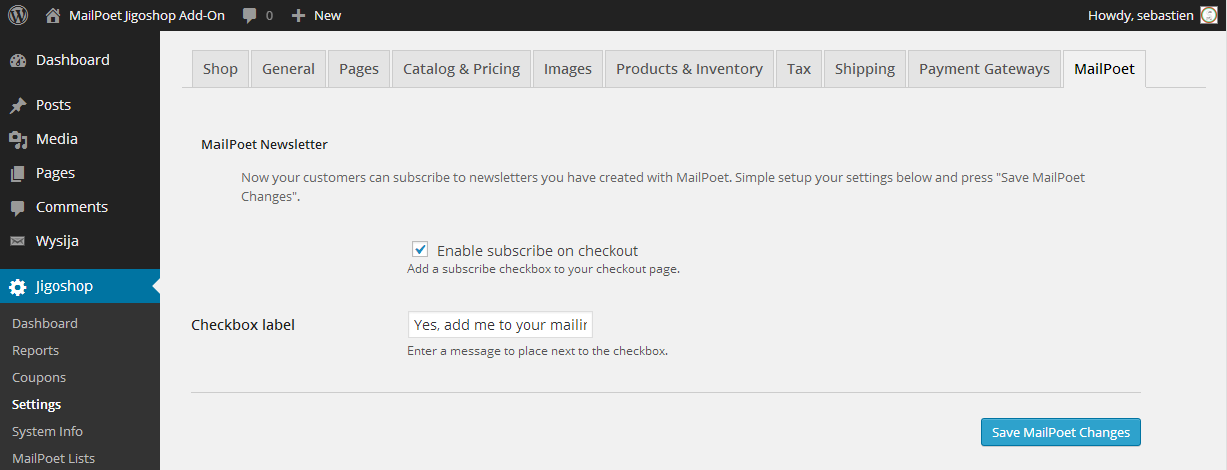 MailPoet Jigoshop Add-On 0 New Howdy, sebastien
Dashboard
Posts
Media
Pages
Comments
Wysija
Jigoshop
Dashboard
Reports
Coupons
Settings
System Info
MailPoet Lists
Shop General Pages Catalog & Pricing Images Products & Inventory Tax Shipping Payment Gateways MailPoet
MailPoet Newsletter
Now your customers can subscribe to newsletters you have created with MailPoet. Simple setup your settings below and press "Save MailPoet
Changes".
Enable subscribe on checkout
Add a subscribe checkbox to your checkout page.
Checkbox label
Yes, add me to your mailin
Enter a message to place next to the checkbox.
Save MailPoet Changes